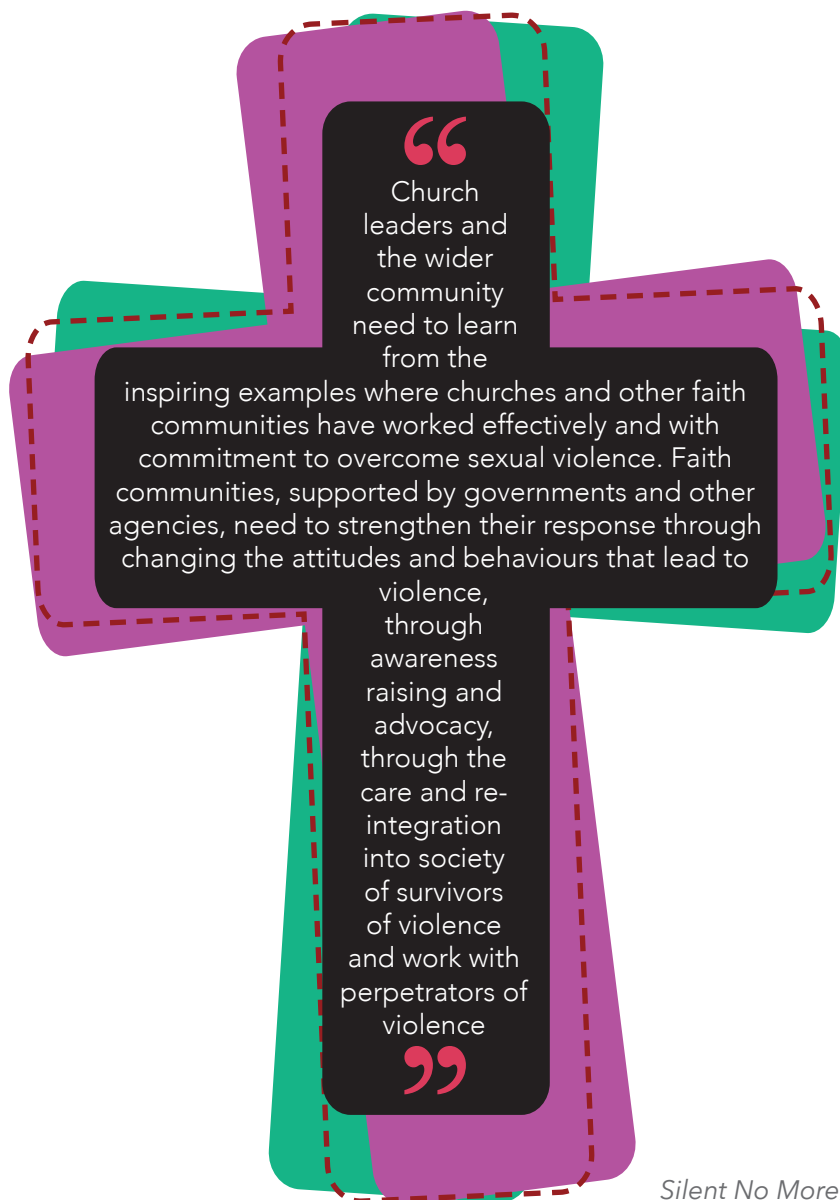 “
Church
leaders and
the wider
community
need to learn
from the
inspiring examples where churches and other faith
communities have worked effectively and with
commitment to overcome sexual violence. Faith
communities, supported by governments and other
agencies, need to strengthen their response through
changing the attitudes and behaviours that lead to
violence,
through
awareness
raising and
advocacy,
through the
care and re-
integration
into society
of survivors
of violence
and work with
perpetrators of
violence
”
Silent No More